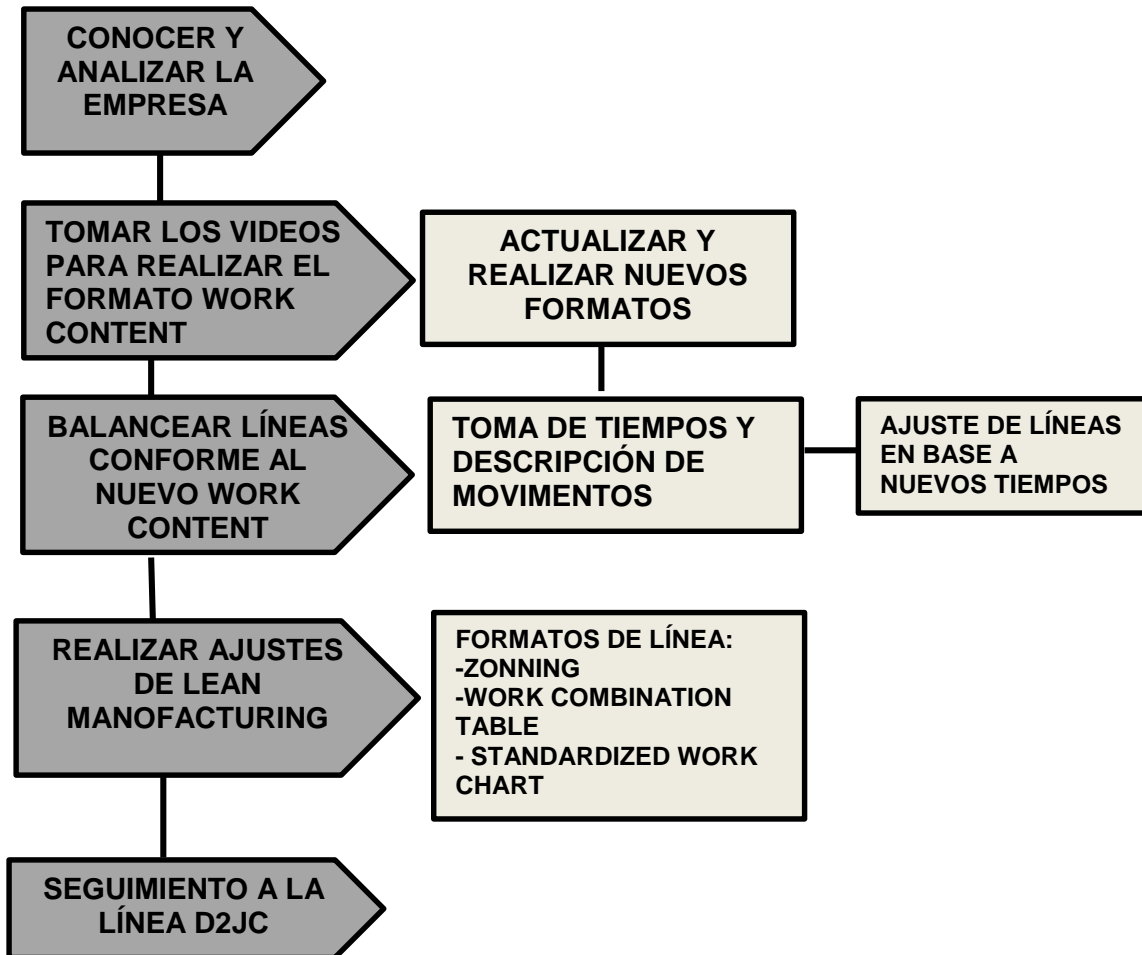 CONOCER Y
ANALIZAR LA
EMPRESA
TOMAR LOS VIDEOS
PARA REALIZAR EL
FORMATO WORK
CONTENT
ACTUALIZAR Y
REALIZAR NUEVOS
FORMATOS
BALANCEAR LÍNEAS
CONFORME AL
NUEVO WORK
CONTENT
TOMA DE TIEMPOS Y
DESCRIPCIÓN DE
MOVIMENTOS
AJUSTE DE LÍNEAS
EN BASE A
NUEVOS TIEMPOS
REALIZAR AJUSTES
DE LEAN
MANOFACTURING
FORMATOS DE LÍNEA:
-ZONNING
-WORK COMBINATION
TABLE
- STANDARDIZED WORK
CHART
SEGUIMIENTO A LA
LÍNEA D2JC